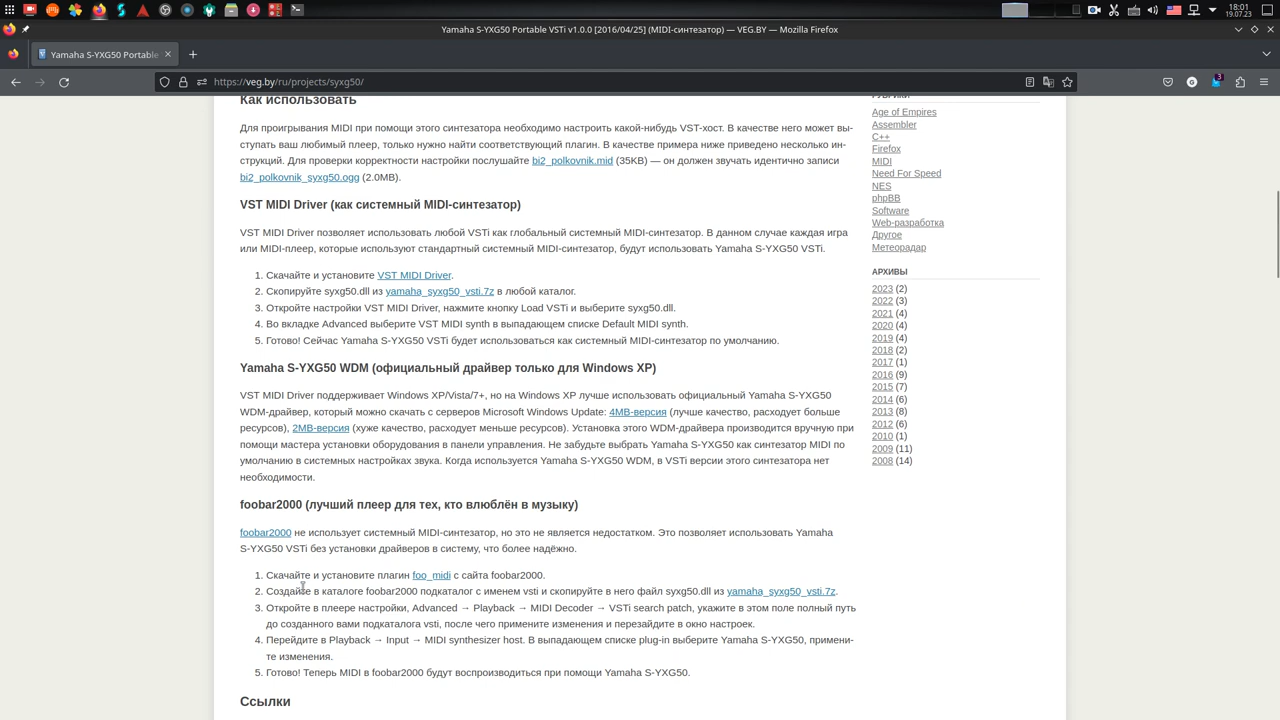 18:01
19.07.23
Yamaha S-YXG50 Portable VSTi v1.0.0 [2016/04/25] (MIDI-синтезатор) — VEG.BY — Mozilla Firefox
Yamaha S-YXG50 Portable
https://veg.by/ru/projects/syxg50/
3
Как использовать
Для проигрывания MIDI при помощи этого синтезатора необходимо настроить какой-нибудь VST-хост. В качестве него может вы-
ступать ваш любимый плеер, только нужно найти соответствующий плагин. В качестве примера ниже приведено несколько ин-
струкций. Для проверки корректности настройки послушайте bi2_polkovnik.mid (35KB) — он должен звучать идентично записи
bi2_polkovnik_syxg50.ogg (2.0MB).
VST MIDI Driver (как системный MIDI-синтезатор)
VST MIDI Driver позволяет использовать любой VSTi как глобальный системный MIDI-синтезатор. В данном случае каждая игра
или MIDI-плеер, которые используют стандартный системный MIDI-синтезатор, будут использовать Yamaha S-YXG50 VSTi.
1. Скачайте и установите VST MIDI Driver.
2. Скопируйте syxg50.dll из yamaha_syxg50_vsti.7z в любой каталог.
3. Откройте настройки VST MIDI Driver, нажмите кнопку Load VSTi и выберите syxg50.dll.
4. Во вкладке Advanced выберите VST MIDI synth в выпадающем списке Default MIDI synth.
5. Готово! Сейчас Yamaha S-YXG50 VSTi будет использоваться как системный MIDI-синтезатор по умолчанию.
Yamaha S-YXG50 WDM (официальный драйвер только для Windows XP)
VST MIDI Driver поддерживает Windows XP/Vista/7+, но на Windows XP лучше использовать официальный Yamaha S-YXG50
WDM-драйвер, который можно скачать с серверов Microsoft Windows Update: 4MB-версия (лучше качество, расходует больше
ресурсов), 2MB-версия (хуже качество, расходует меньше ресурсов). Установка этого WDM-драйвера производится вручную при
помощи мастера установки оборудования в панели управления. Не забудьте выбрать Yamaha S-YXG50 как синтезатор MIDI по
умолчанию в системных настройках звука. Когда используется Yamaha S-YXG50 WDM, в VSTi версии этого синтезатора нет
необходимости.
foobar2000 (лучший плеер для тех, кто влюблён в музыку)
foobar2000 не использует системный MIDI-синтезатор, но это не является недостатком. Это позволяет использовать Yamaha
S-YXG50 VSTi без установки драйверов в систему, что более надёжно.
1. Скачайте и установите плагин foo_midi с сайта foobar2000.
2. Создайте в каталоге foobar2000 подкаталог с именем vsti и скопируйте в него файл syxg50.dll из yamaha_syxg50_vsti.7z.
3. Откройте в плеере настройки, Advanced → Playback → MIDI Decoder → VSTi search patch, укажите в этом поле полный путь
до созданного вами подкаталога vsti, после чего примените изменения и перезайдите в окно настроек.
4. Перейдите в Playback → Input → MIDI synthesizer host. В выпадающем списке plug-in выберите Yamaha S-YXG50, примени-
те изменения.
5. Готово! Теперь MIDI в foobar2000 будут воспроизводиться при помощи Yamaha S-YXG50.
Ссылки
РУБРИКИ
Age of Empires
Assembler
C++
Firefox
MIDI
Need For Speed
NES
phpBB
Software
Web-разработка
Другое
Метеорадар
АРХИВЫ
2023 (2)
2022 (3)
2021 (4)
2020 (4)
2019 (4)
2018 (2)
2017 (1)
2016 (9)
2015 (7)
2014 (6)
2013 (8)
2012 (6)
2010 (1)
2009 (11)
2008 (14)